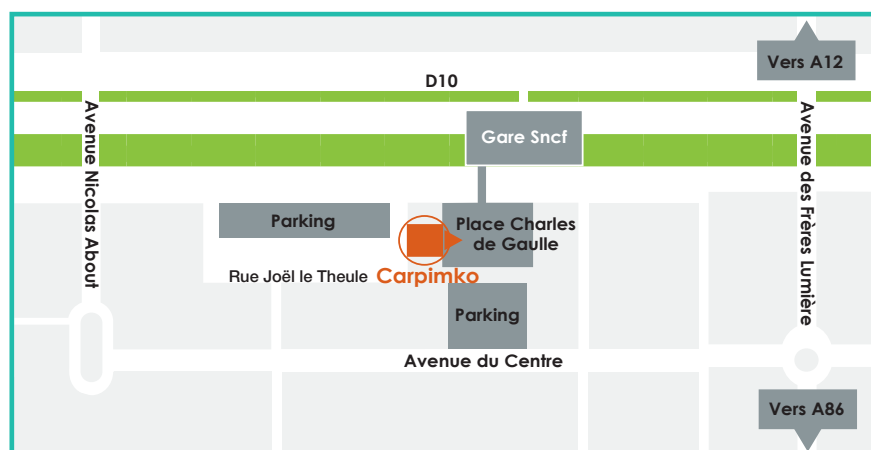 Vers A12
D10
Avenue Nicolas About
Avenue des Frères Lumière
Gare Sncf
Parking
Place Charles
de Gaulle
Rue Joël le Theule
Carpimko
Parking
Avenue du Centre
Vers A86